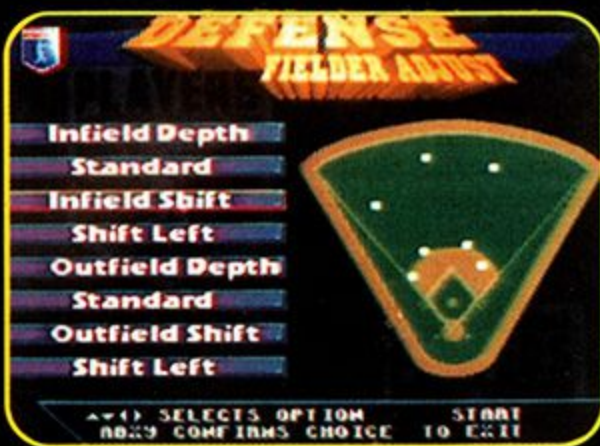 DEFENSE
FIELDER ADJUST
Infield Depth
Standard
Infield Shift
Shift Left
Outfield Depth
Standard
Outfield Shift
Shift Left
SELECTS OPTION START
ABXY CONFIRMS CHOICE TO EXIT